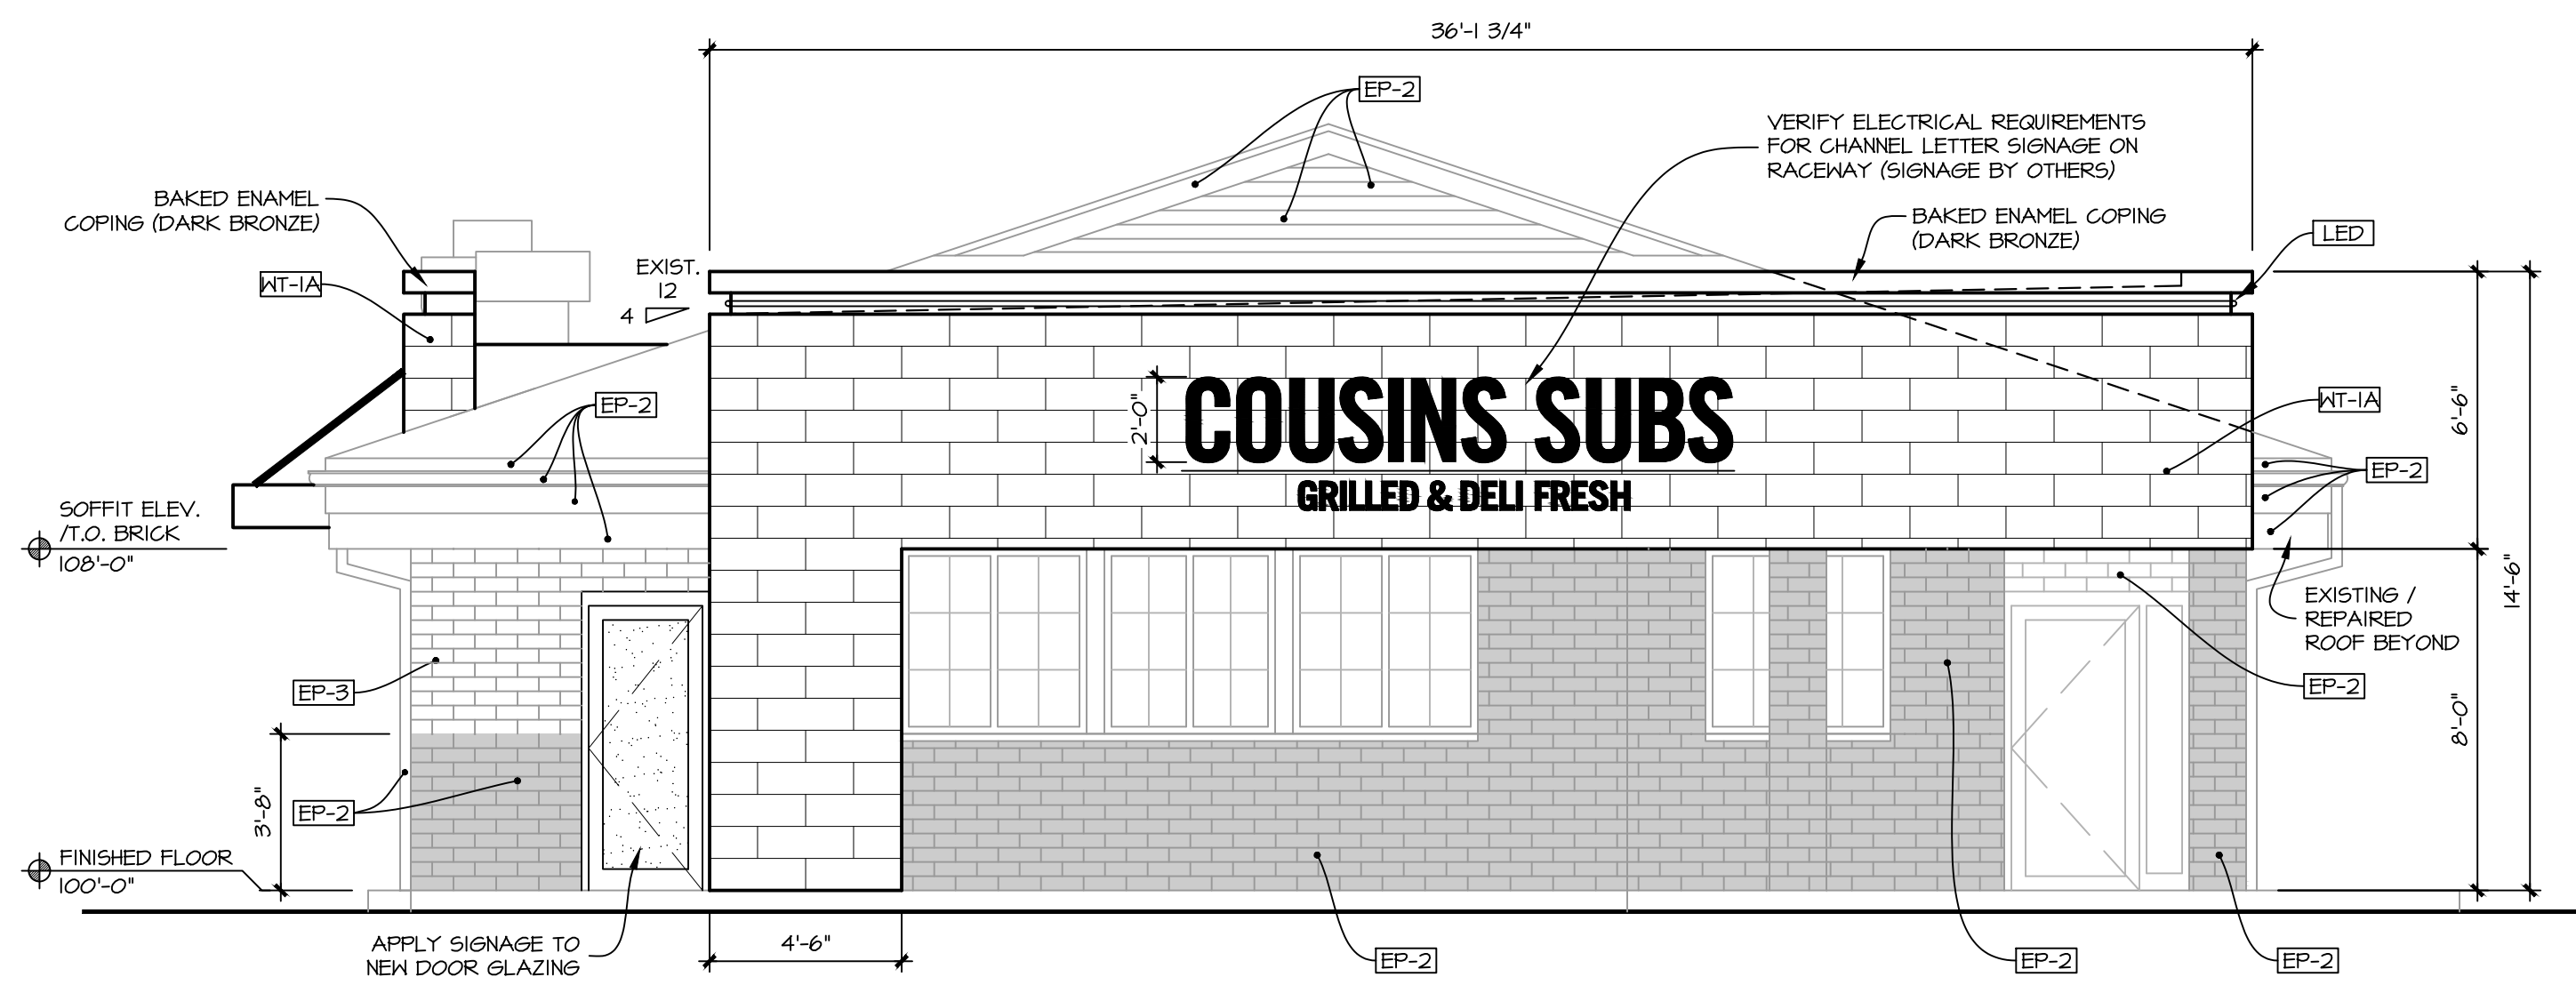 36'-1 3/4"
EP-2
VERIFY ELECTRICAL REQUIREMENTS
FOR CHANNEL LETTER SIGNAGE ON
RACEWAY (SIGNAGE BY OTHERS)
BAKED ENAMEL
COPING (DARK BRONZE)
BAKED ENAMEL COPING
(DARK BRONZE)
LED
WT-1A
EXIST.
12
4
EP-2
2'-0"
COUSINS SUBS
GRILLED & DELI FRESH
WT-1A
6'-6"
EP-2
SOFFIT ELEV.
/T.O. BRICK
108'-0"
14'-6"
EXISTING /
REPAIRED
ROOF BEYOND
EP-3
EP-2
8'-0"
3'-8"
EP-2
FINISHED FLOOR
100'-0"
APPLY SIGNAGE TO
NEW DOOR GLAZING
4'-6"
EP-2
EP-2
EP-2